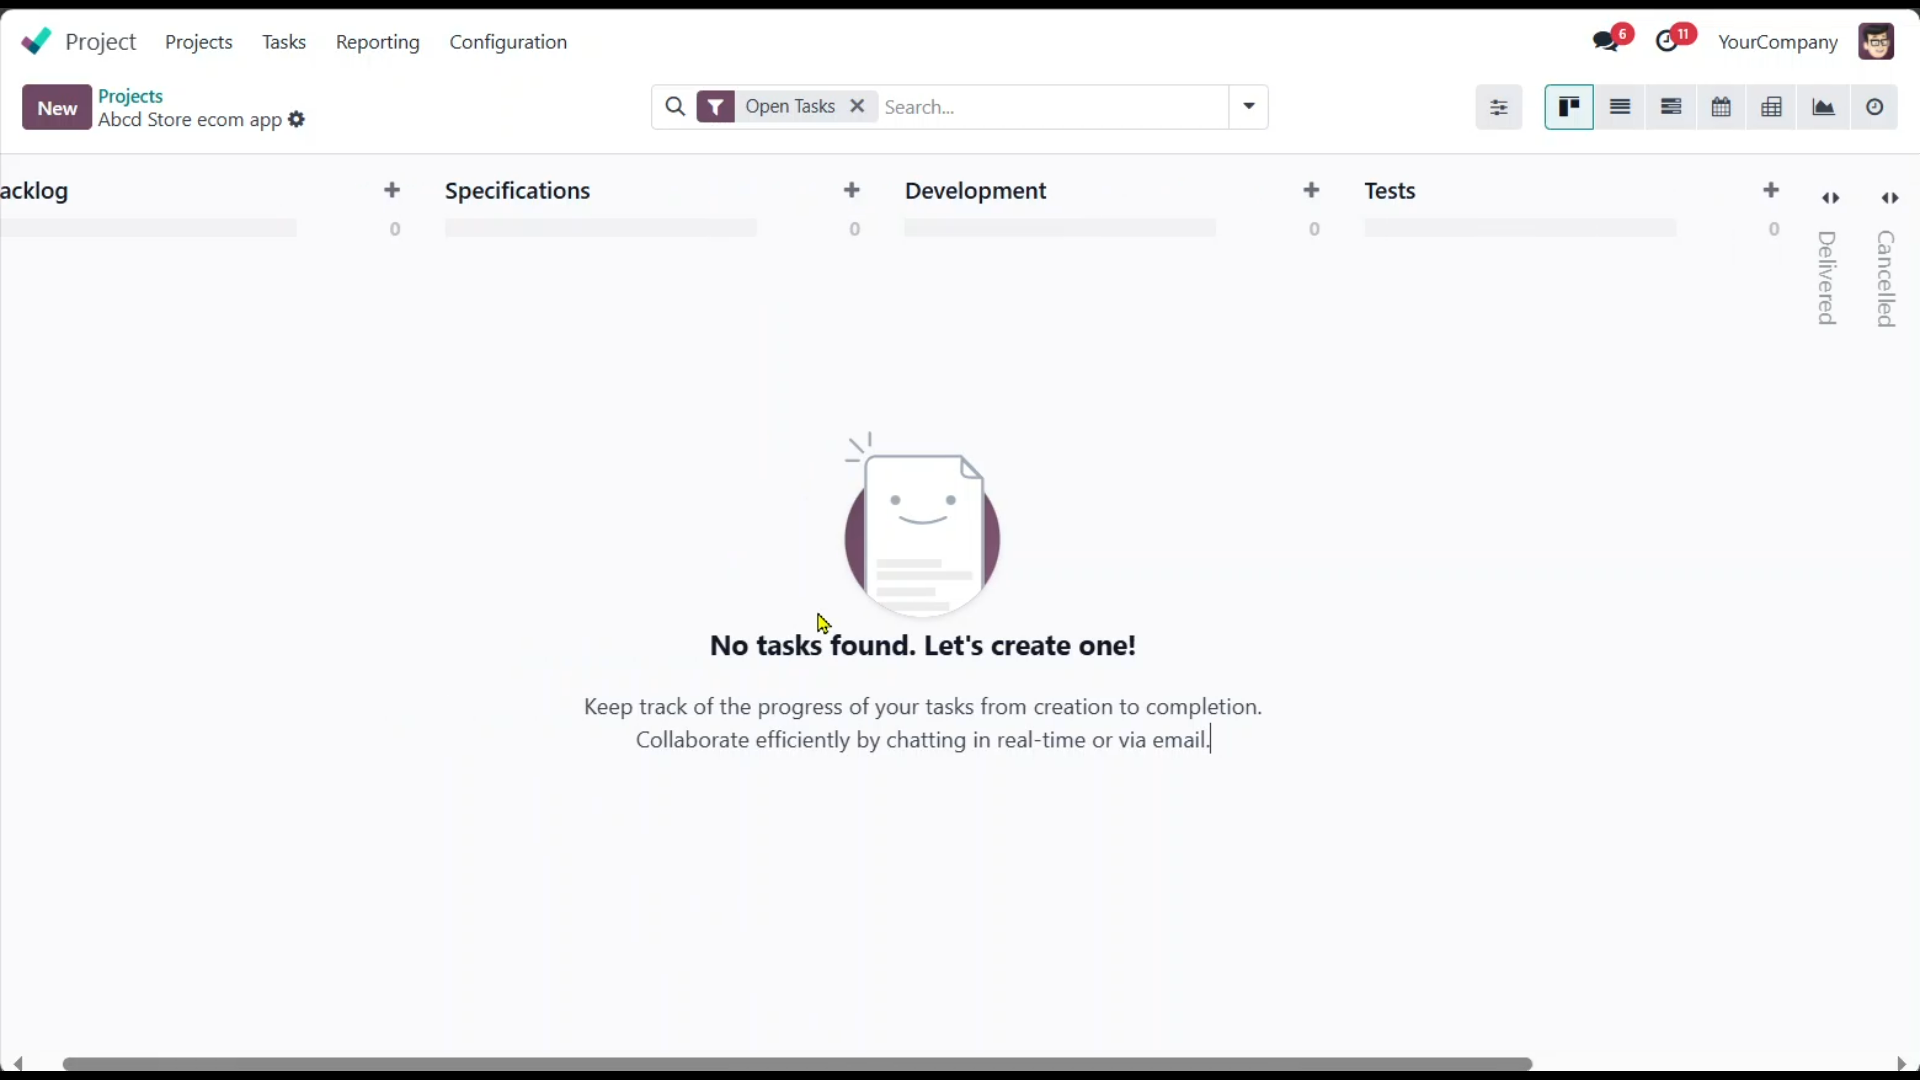 Project Projects Tasks Reporting Configuration 6 11 YourCompany
New Projects
Abcd Store ecom app
Open Tasks Search...
acklog Specifications Development Tests
0 0 0 0
Delivered
Cancelled
No tasks found. Let's create one!
Keep track of the progress of your tasks from creation to completion.
Collaborate efficiently by chatting in real-time or via email.